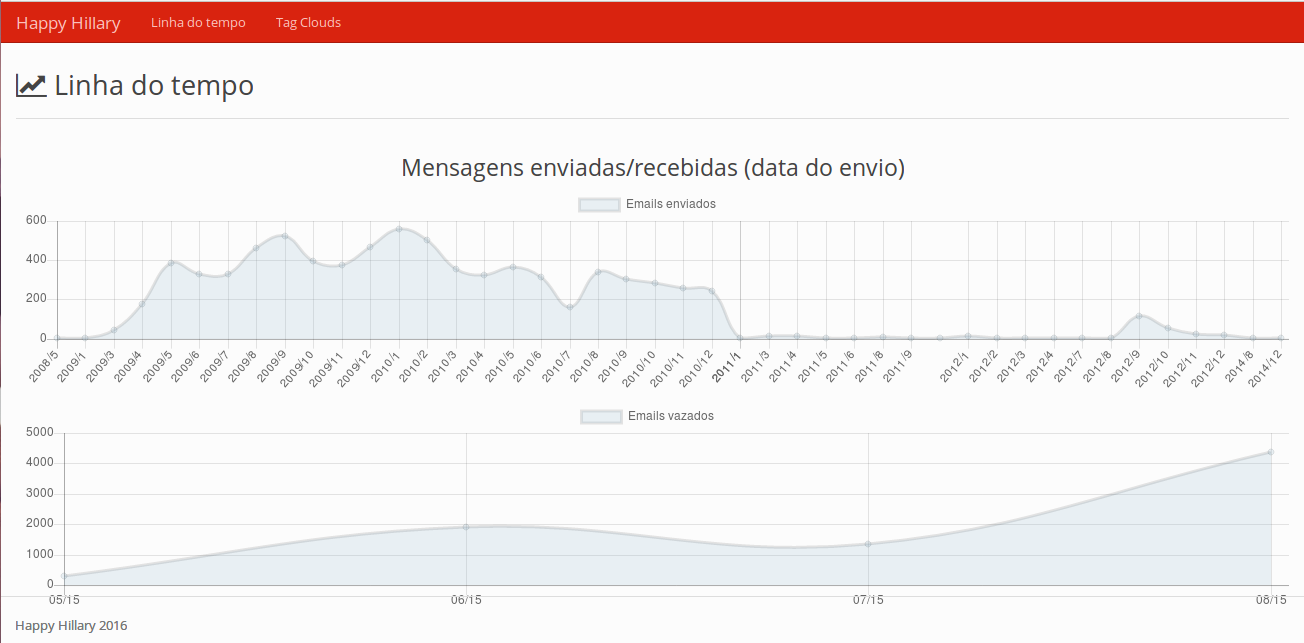 Happy Hillary Linha do tempo Tag Clouds
Linha do tempo
Mensagens enviadas/recebidas (data do envio)
Emails enviados
600
400
200
0
2008/5 2009/1 2009/3 2009/4 2009/5 2009/6 2009/7 2009/8 2009/9 2009/10 2009/11 2009/12 2010/1 2010/2 2010/3 2010/4 2010/5 2010/6 2010/7 2010/8 2010/9 2010/10 2010/11 2010/12 2011/1 2011/3 2011/4 2011/5 2011/6 2011/8 2011/9 2012/1 2012/2 2012/3 2012/4 2012/7 2012/8 2012/9 2012/10 2012/11 2012/12 2014/8 2014/12
Emails vazados
5000
4000
3000
2000
1000
0
05/15 06/15 07/15 08/15
Happy Hillary 2016